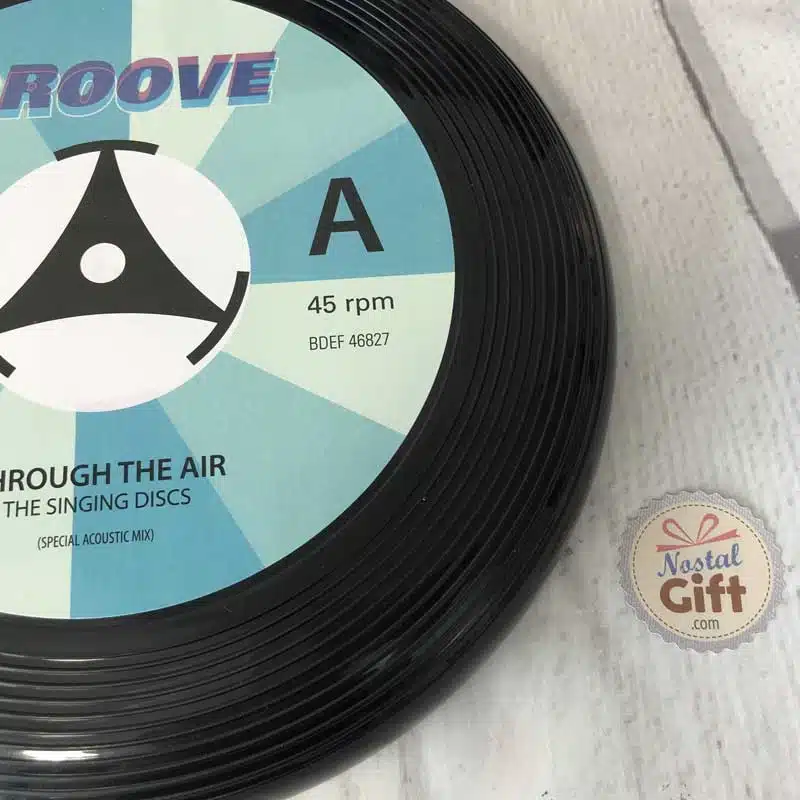 ROOVE
A
45 rpm
BDEF 46827
HROUGH THE AIR
THE SINGING DISCS
(SPECIAL ACOUSTIC MIX)
Nostal
Gift
.com